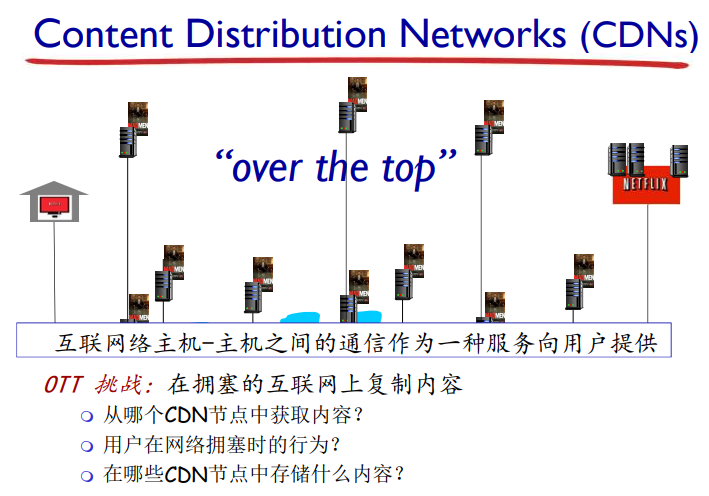 Content Distribution Networks (CDNs)
“over the top”
NETFLIX
互联网络主机-主机之间的通信作为一种服务向用户提供
OTT 挑战: 在拥塞的互联网上复制内容
从哪个CDN节点中获取内容?
用户在网络拥塞时的行为?
在哪些CDN节点中存储什么内容?